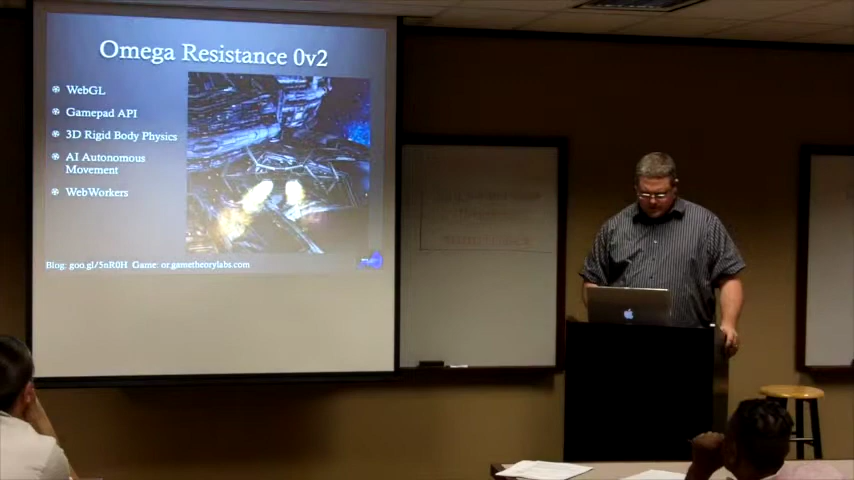 Omega Resistance 0v2
WebGL
Gamepad API
3D Rigid Body Physics
AI Autonomous
Movement
WebWorkers
Blog: goo.gl/5nR0H Game: or.gametheorylabs.com